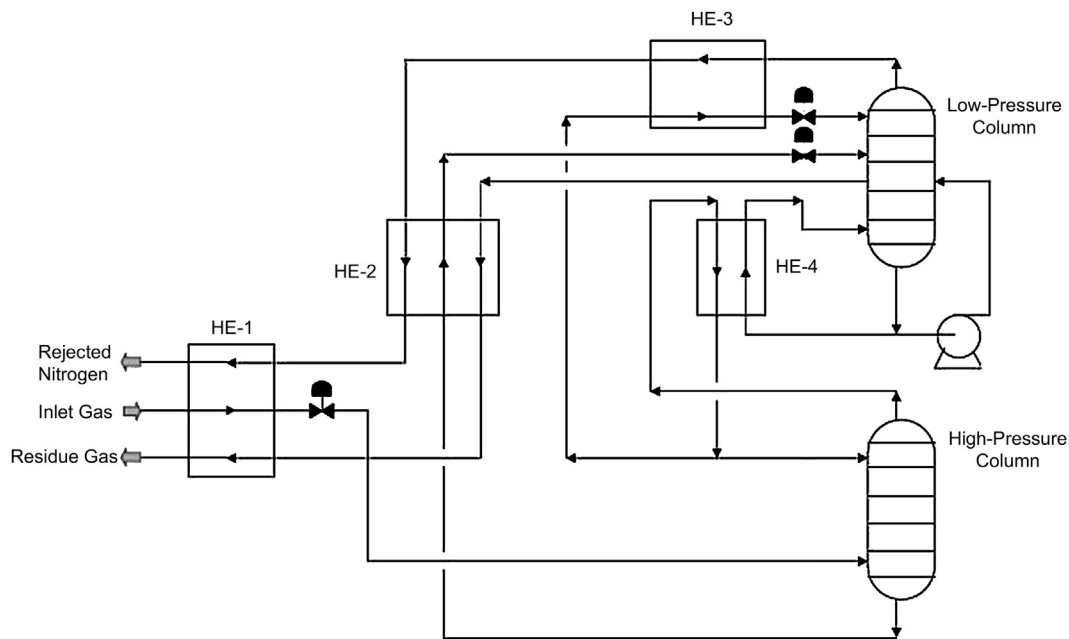 HE-3
Low-Pressure
Column
HE-2
HE-4
HE-1
Rejected
Nitrogen
Inlet Gas
Residue Gas
High-Pressure
Column